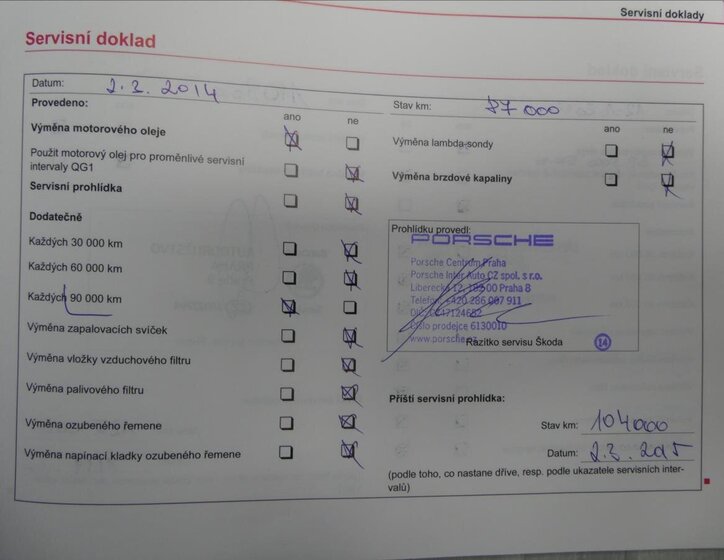 Servisní doklady
Servisní doklad
Datum: 2.3. 2014
Stav km: 87 000
Provedeno:
ano ne
ano ne
Výměna motorového oleje
Použit motorový olej pro proměnlivé servisní
intervaly QG1
Servisní prohlídka
Dodatečně
Každých 30 000 km
Každých 60 000 km
Každých 90 000 km
Výměna zapalovacích svíček
Výměna vložky vzduchového filtru
Výměna palivového filtru
Výměna ozubeného řemene
Výměna napínací kladky ozubeného řemene
Výměna lambda-sondy
Výměna brzdové kapaliny
Prohlídku provedl:
PORSCHE
Porsche Centrum Praha
Porsche Inter Auto CZ spol. s r.o.
Liberecká 12, 18500 Praha 8
Telefon: +420 286 007 911
Číslo prodejce 6130010
www.porsche.cz
Razítko servisu Škoda
14
Příští servisní prohlídka:
Stav km: 104000
Datum: 2.3. 2015
(podle toho, co nastane dříve, resp. podle ukazatele servisních inter-
valů)